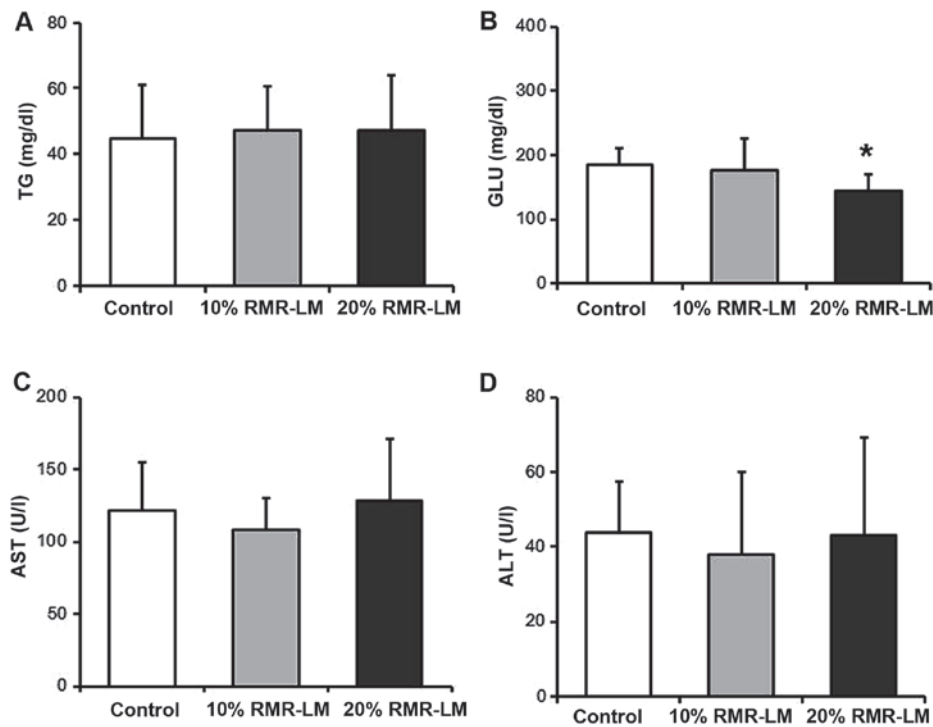 A
TG (mg/dl)
80
60
40
20
0
Control 10% RMR-LM 20% RMR-LM
B
GLU (mg/dl)
400
300
200
100
0
*
Control 10% RMR-LM 20% RMR-LM
C
AST (U/l)
200
150
100
50
0
Control 10% RMR-LM 20% RMR-LM
D
ALT (U/l)
80
60
40
20
0
Control 10% RMR-LM 20% RMR-LM